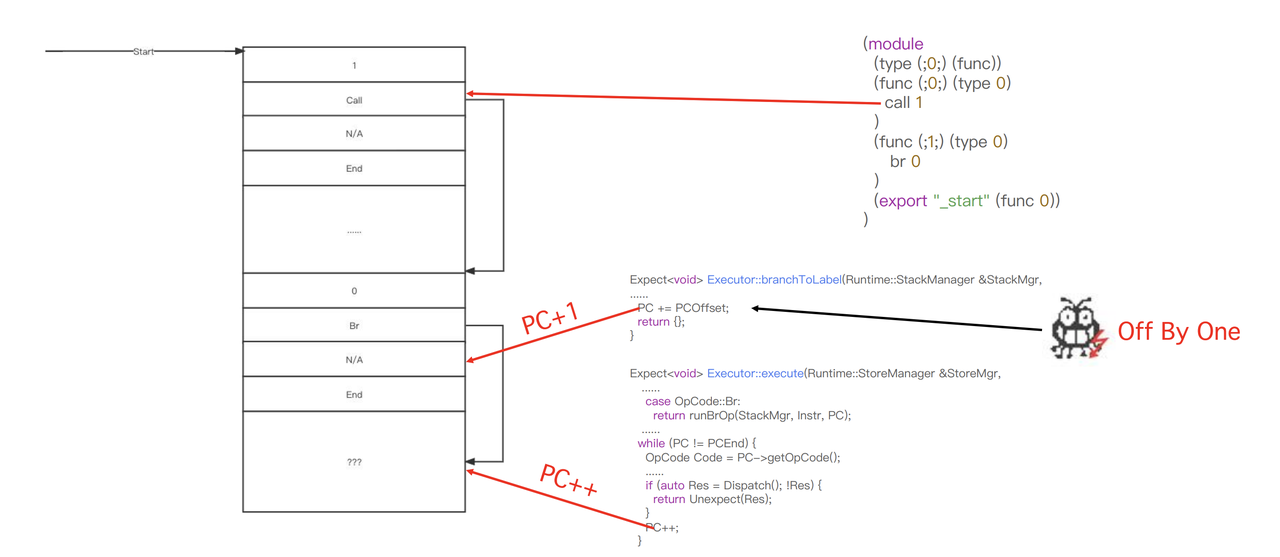 Start
1
Call
N/A
End
......
0
Br
N/A
End
???
PC+1
PC++
(module
(type (;0;) (func))
(func (;0;) (type 0)
call 1
)
(func (;1;) (type 0)
br 0
)
(export "_start" (func 0))
)
Expect<void> Executor::branchToLabel(Runtime::StackManager &StackMgr,
......
PC += PCOffset;
return {};
}
Off By One
Expect<void> Executor::execute(Runtime::StoreManager &StoreMgr,
......
case OpCode::Br:
return runBrOp(StackMgr, Instr, PC);
......
while (PC != PCEnd) {
OpCode Code = PC->getOpCode();
......
if (auto Res = Dispatch(); !Res) {
return Unexpect(Res);
}
PC++;
}